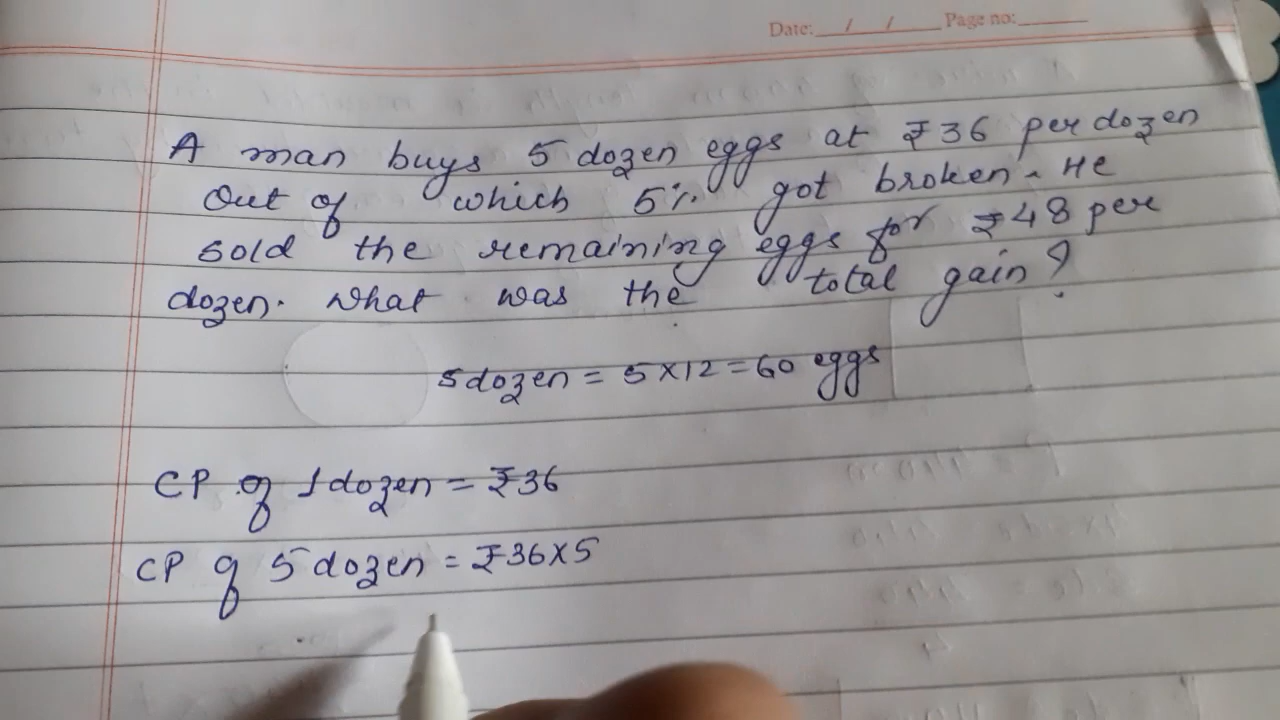 Date: / / Page no:
A man buys 5 dozen eggs at ₹36 per dozen
Out of which 5% got broken. He
sold the remaining eggs for ₹48 per
dozen. What was the total gain?
5 dozen = 5×12 = 60 eggs
CP of 1 dozen = ₹36
CP of 5 dozen = ₹36×5